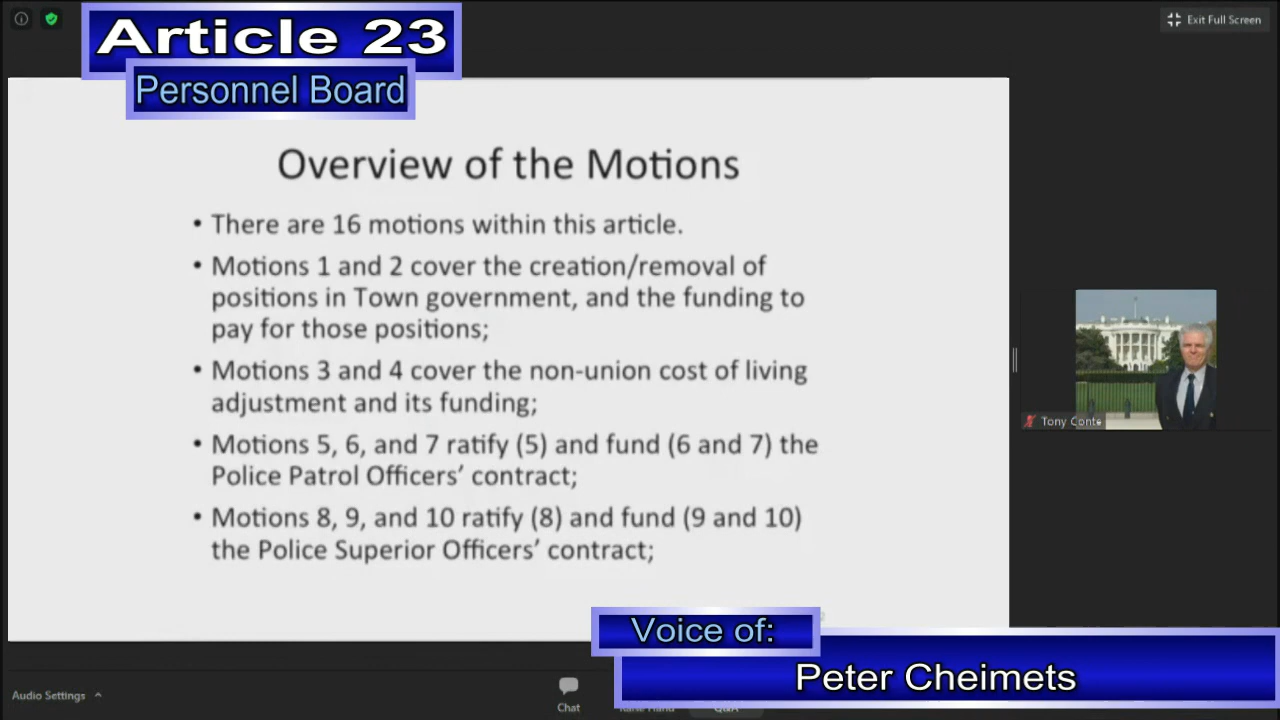 Article 23
Personnel Board
Exit Full Screen
Overview of the Motions
• There are 16 motions within this article.
• Motions 1 and 2 cover the creation/removal of
positions in Town government, and the funding to
pay for those positions;
• Motions 3 and 4 cover the non-union cost of living
adjustment and its funding;
• Motions 5, 6, and 7 ratify (5) and fund (6 and 7) the
Police Patrol Officers’ contract;
• Motions 8, 9, and 10 ratify (8) and fund (9 and 10)
the Police Superior Officers’ contract;
Tony Conte
Voice of:
Peter Cheimets
Audio Settings
Chat